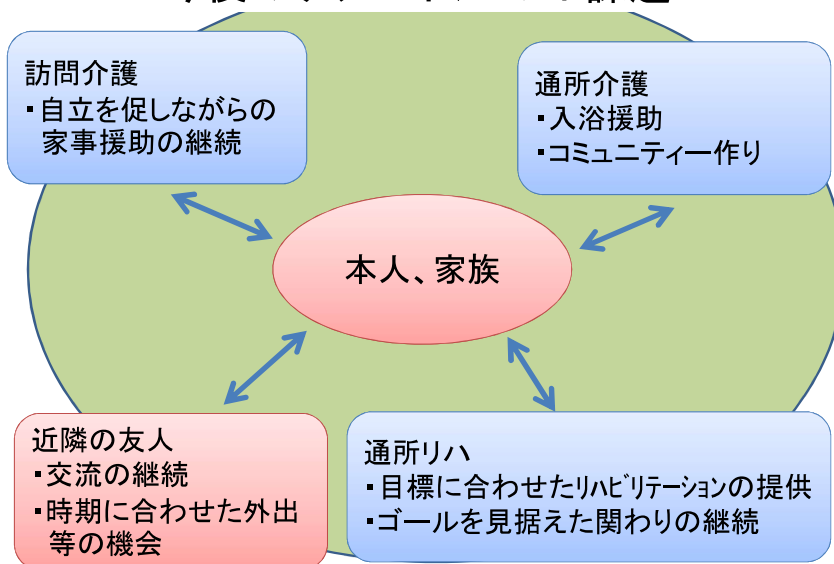 訪問介護
・自立を促しながらの
家事援助の継続
通所介護
・入浴援助
・コミュニティー作り
本人、家族
近隣の友人
・交流の継続
・時期に合わせた外出
等の機会
通所リハ
・目標に合わせたﾘﾊﾋﾞﾘﾃｰｼｮﾝの提供
・ゴールを見据えた関わりの継続